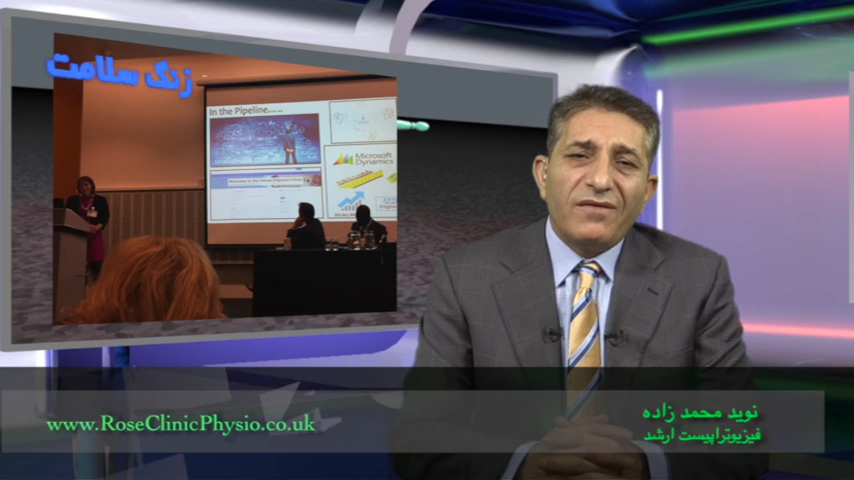 زنگ سلامت
In the Pipeline.....
Microsoft
Dynamics
www.RoseClinicPhysio.co.uk
نوید محمد زاده
فیزیوتراپیست ارشد